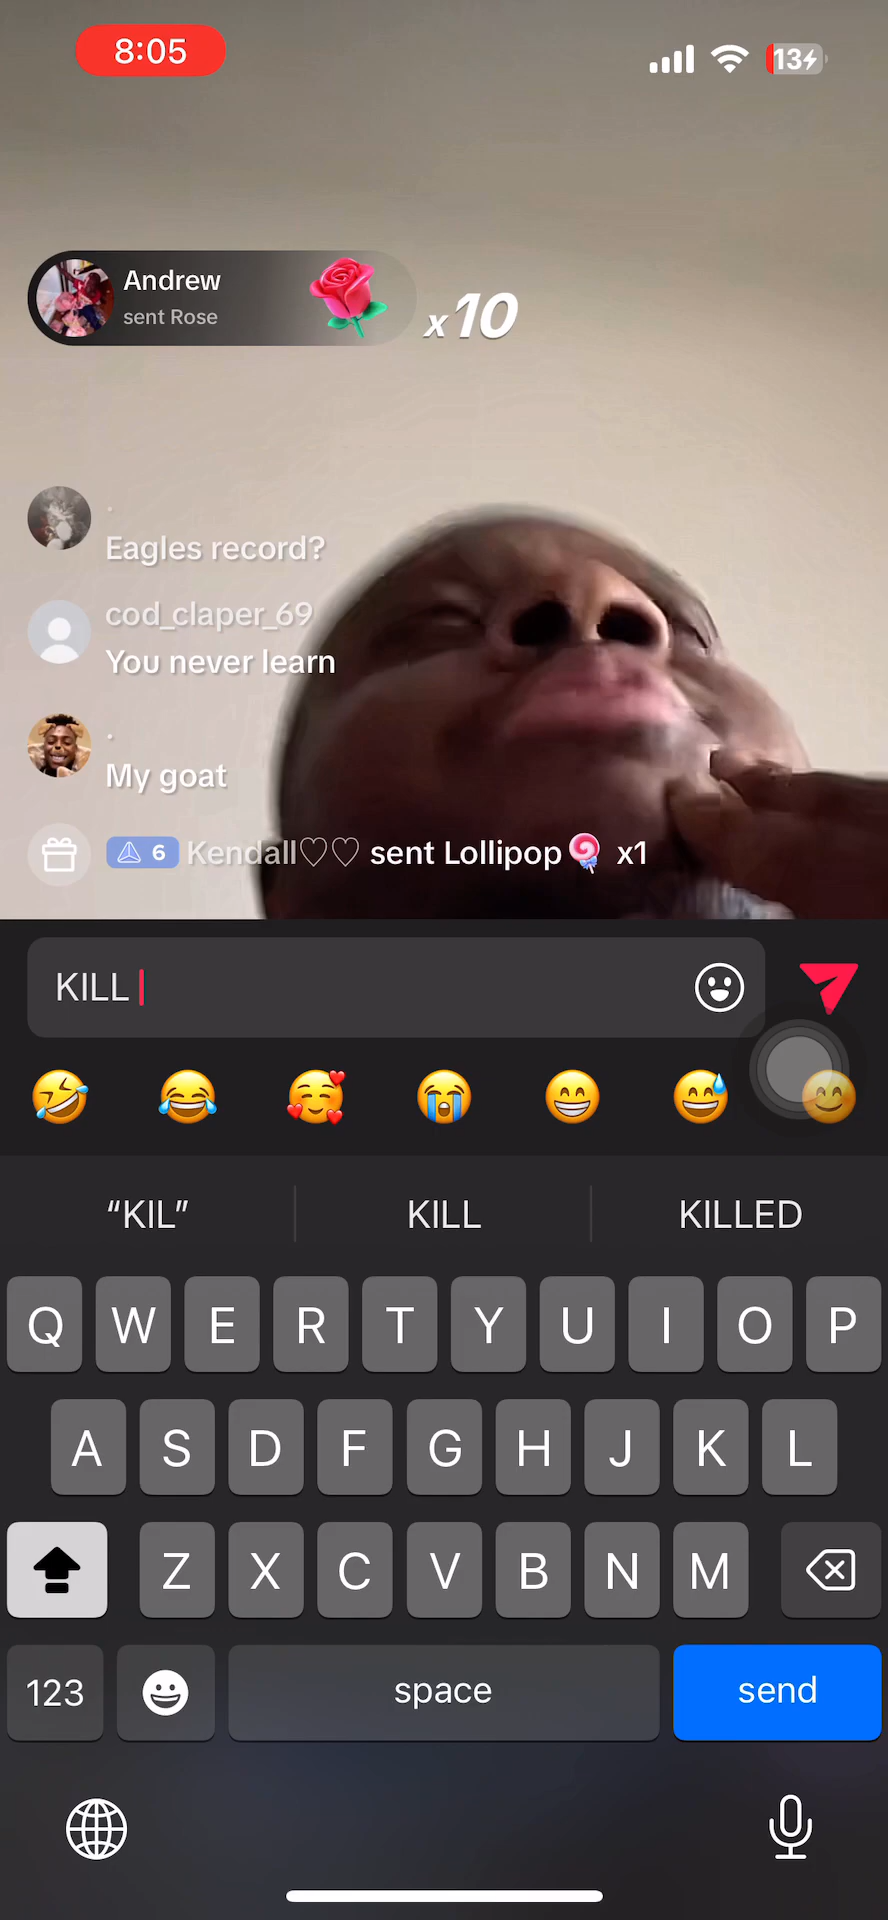 8:05
13
Andrew
sent Rose
x10
.
Eagles record?
cod_claper_69
You never learn
.
My goat
6 Kendall♡♡ sent Lollipop x1
KILL
“KIL” KILL KILLED
Q W E R T Y U I O P
A S D F G H J K L
Z X C V B N M
123 space send